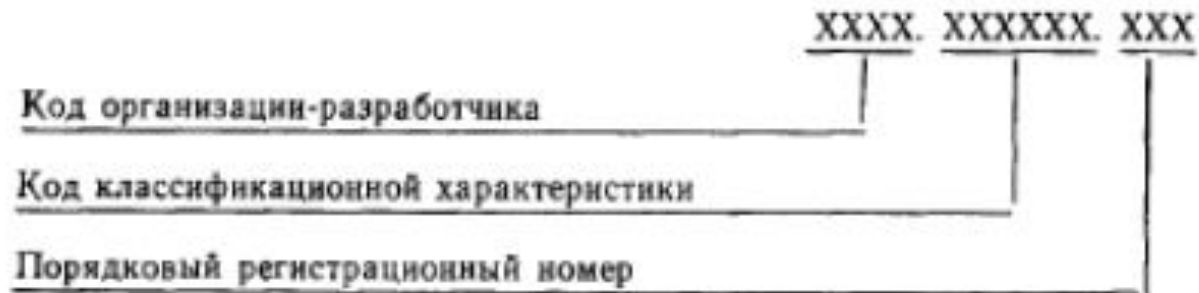 XXXX. XXXXXX. XXX
Код организации-разработчика
Код классификационной характеристики
Порядковый регистрационный номер